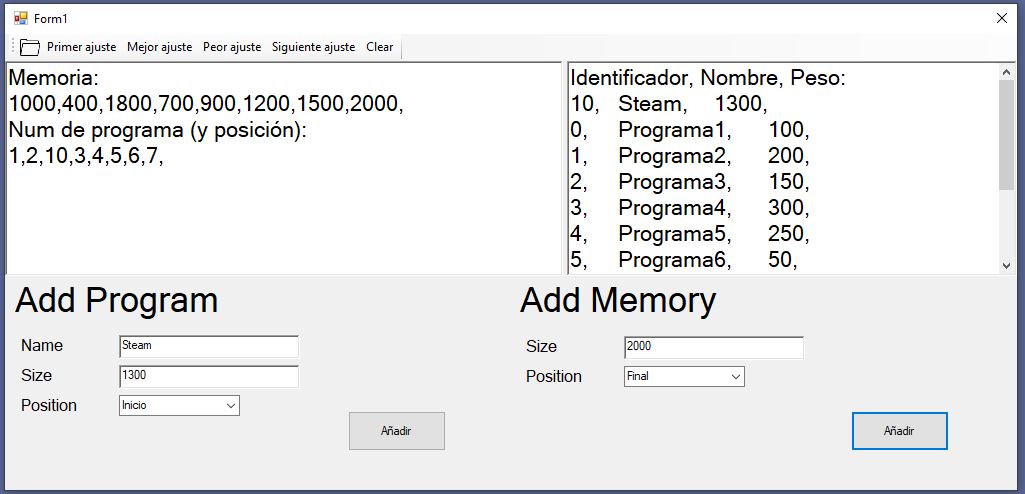 Form1
Primer ajuste Mejor ajuste Peor ajuste Siguiente ajuste Clear
Memoria:
1000,400,1800,700,900,1200,1500,2000,
Num de programa (y posición):
1,2,10,3,4,5,6,7,
Identificador, Nombre, Peso:
10, Steam, 1300,
0, Programa1, 100,
1, Programa2, 200,
2, Programa3, 150,
3, Programa4, 300,
4, Programa5, 250,
5, Programa6, 50,
Add Program
Name Steam
Size 1300
Position Inicio
Añadir
Add Memory
Size 2000
Position Final
Añadir